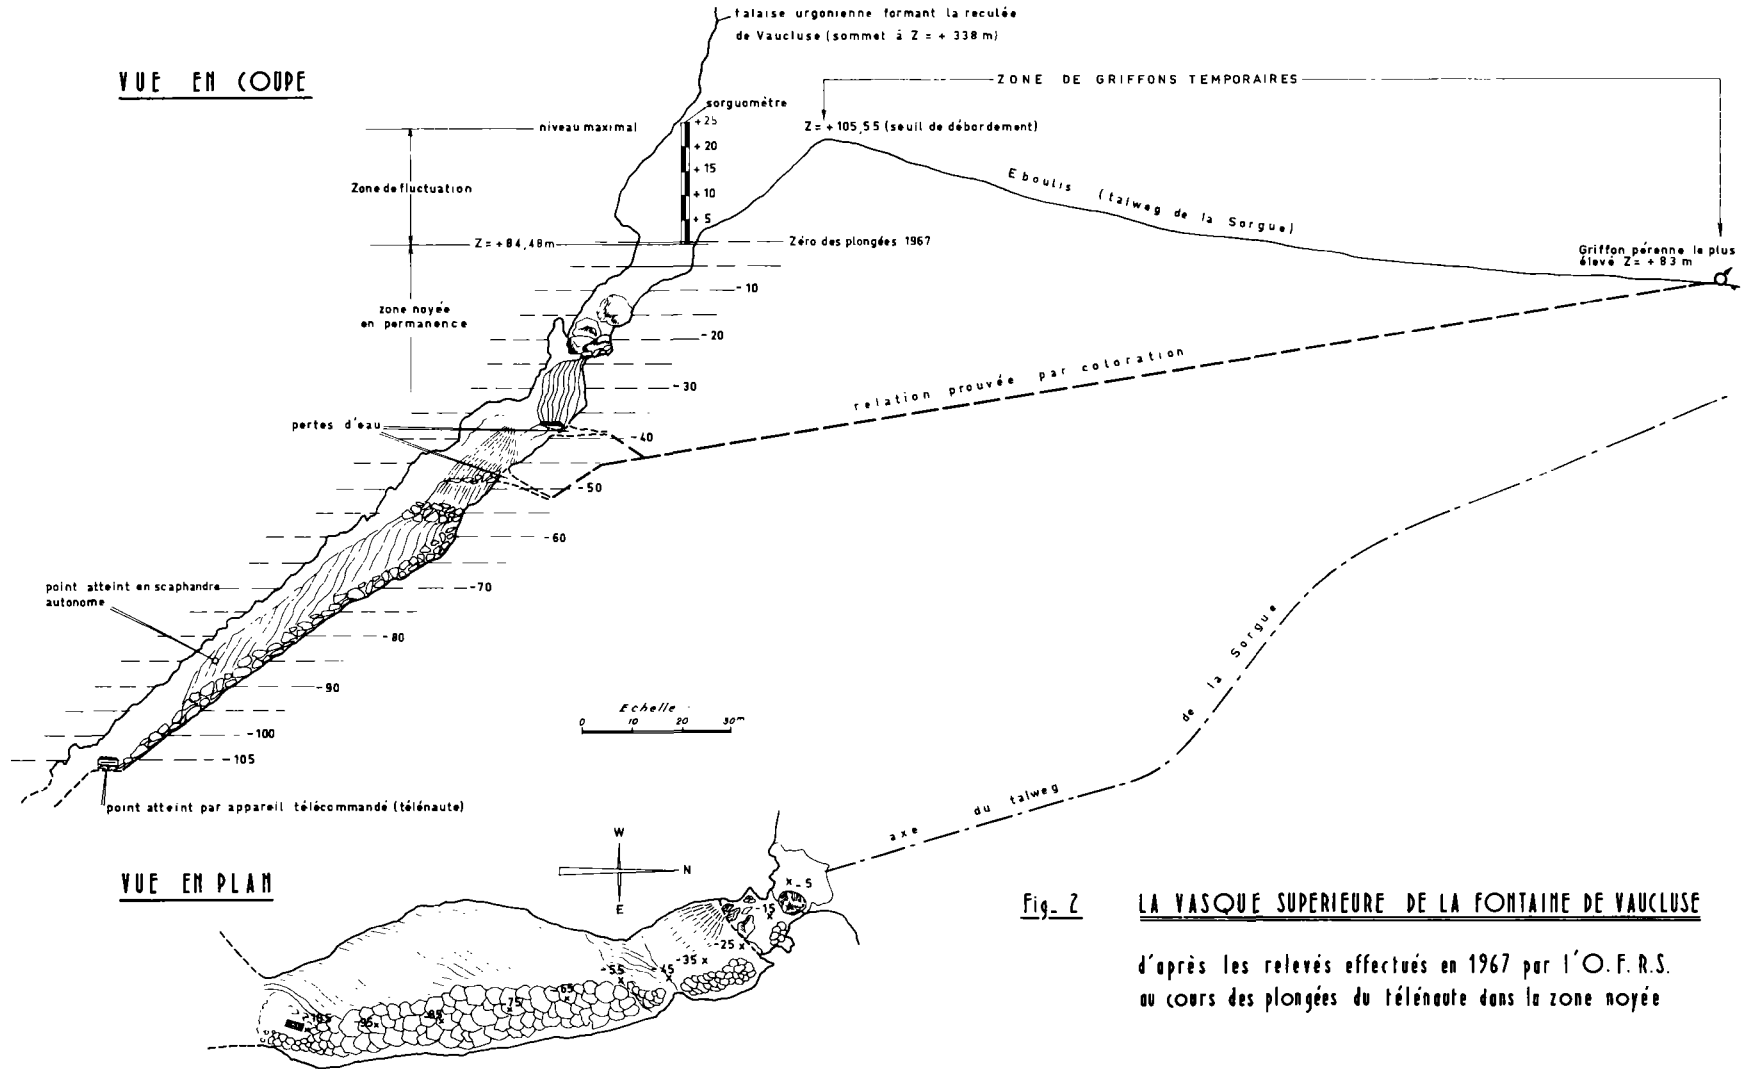 falaise urgonienne formant la reculée
de Vaucluse (sommet à Z = + 338 m)
VUE EN COUPE
ZONE DE GRIFFONS TEMPORAIRES
sorguomètre
niveau maximal
+25
Z = +105,55 (seuil de débordement)
+20
+15
Zone de fluctuation
+10
Eboulis (talweg de la Sorgue)
+5
Z = +84,48m
Zéro des plongées 1967
Griffon pérenne le plus
élevé Z = +83 m
-10
zone noyée
en permanence
-20
relation prouvée par coloration
-30
pertes d'eau
-40
-50
-60
point atteint en scaphandre
autonome
-70
-80
-90
Echelle
0 10 20 30m
-100
-105
point atteint par appareil télécommandé (télénaute)
axe du talweg de la Sorgue
VUE EN PLAN
W
N
E
-5
-15
-25
-35
-45
-55
-65
-75
-85
-95
-105
Fig. 2
LA VASQUE SUPERIEURE DE LA FONTAINE DE VAUCLUSE
d'après les relevés effectués en 1967 par l'O.F.R.S.
au cours des plongées du télénaute dans la zone noyée